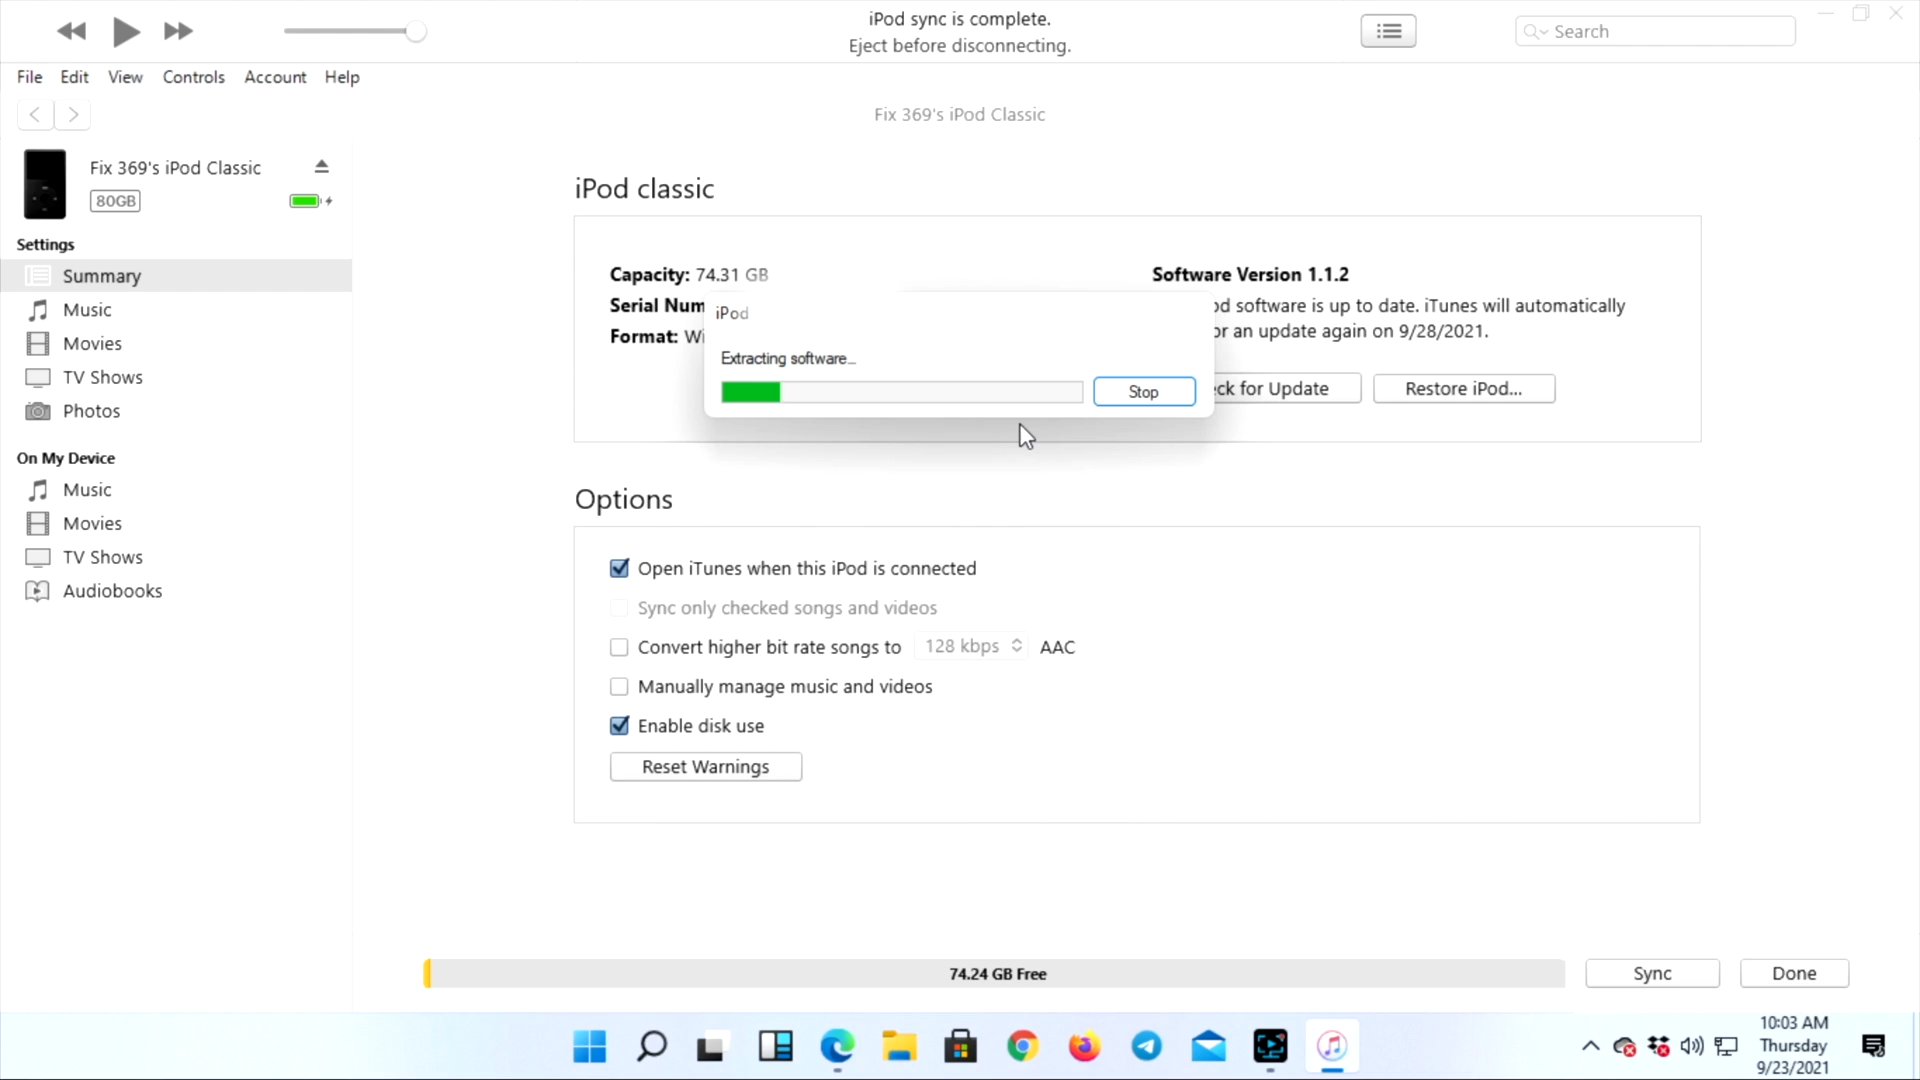 iPod sync is complete.
Eject before disconnecting.
Search
File Edit View Controls Account Help
Fix 369's iPod Classic
Fix 369's iPod Classic
80GB
Settings
Summary
Music
Movies
TV Shows
Photos
On My Device
Music
Movies
TV Shows
Audiobooks
iPod classic
Capacity: 74.31 GB
Serial Num
Format: Wi
Software Version 1.1.2
od software is up to date. iTunes will automatically
or an update again on 9/28/2021.
eck for Update
Restore iPod...
iPod
Extracting software...
Stop
Options
Open iTunes when this iPod is connected
Sync only checked songs and videos
Convert higher bit rate songs to 128 kbps AAC
Manually manage music and videos
Enable disk use
Reset Warnings
74.24 GB Free
Sync
Done
10:03 AM
Thursday
9/23/2021